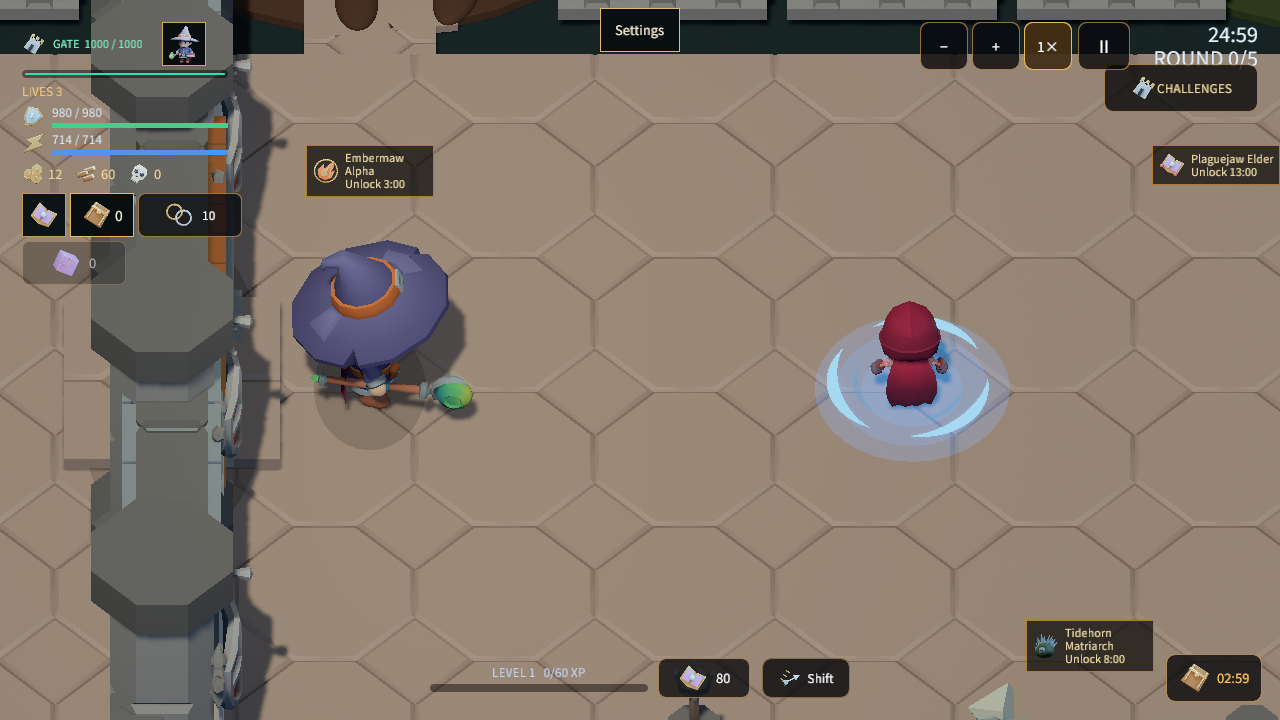 Settings
GATE 1000 / 1000
LIVES 3
980 / 980
714 / 714
12
60
0
0
10
0
−
+
1×
24:59
ROUND 0/5
CHALLENGES
Embermaw
Alpha
Unlock 3:00
Plaguejaw Elder
Unlock 13:00
Tidehorn
Matriarch
Unlock 8:00
LEVEL 1 0/60 XP
80
Shift
02:59